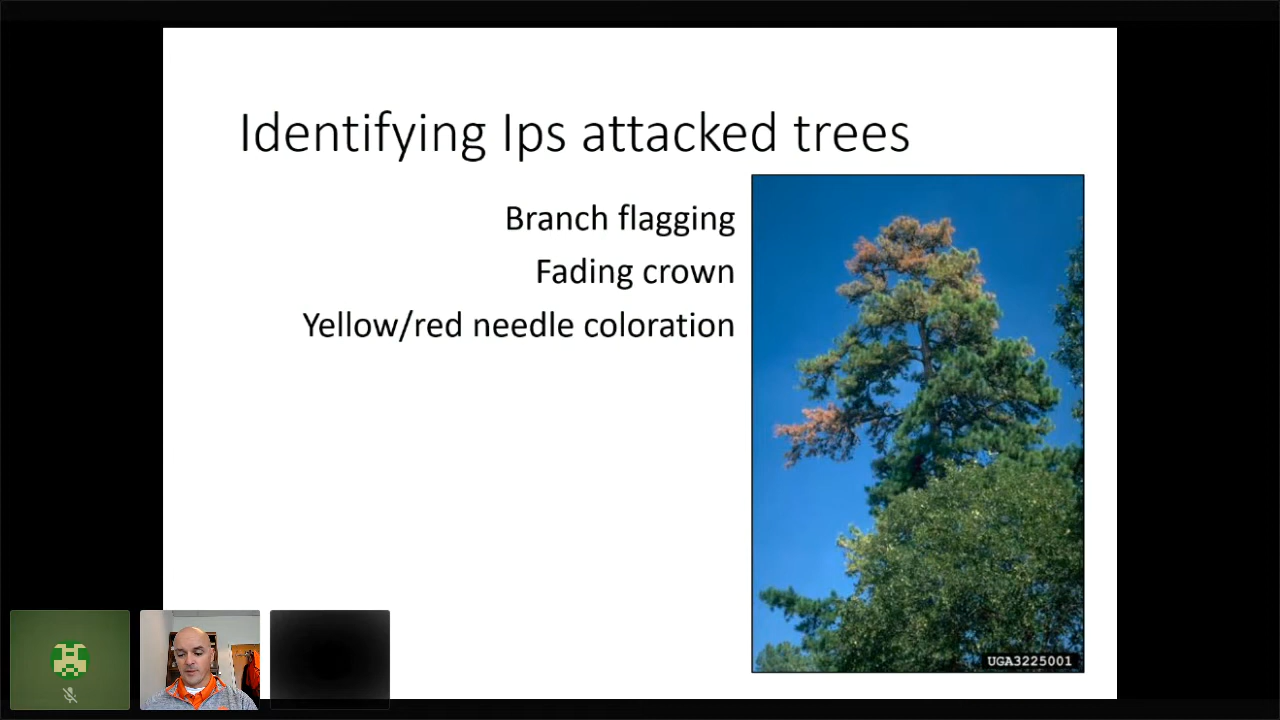 Identifying Ips attacked trees
Branch flagging
Fading crown
Yellow/red needle coloration
UGA3225001